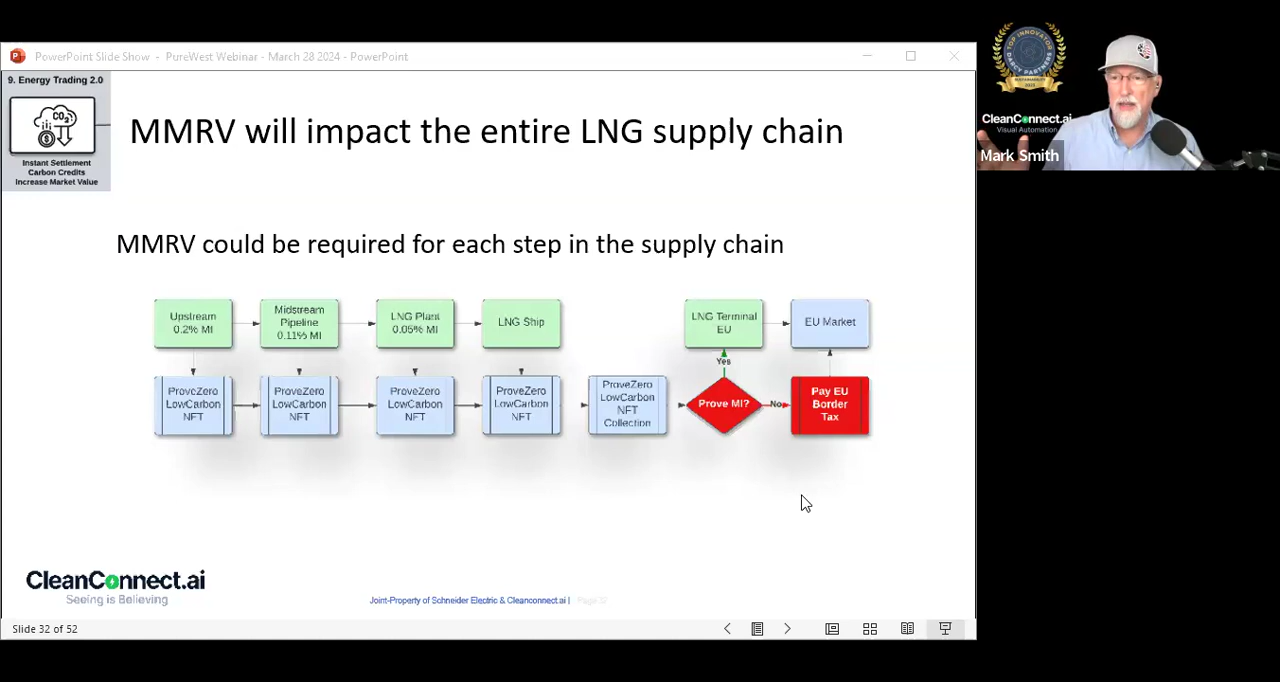 PowerPoint Slide Show - PureWest Webinar - March 28 2024 - PowerPoint
9. Energy Trading 2.0
CO2
$
Instant Settlement
Carbon Credits
Increase Market Value
MMRV will impact the entire LNG supply chain
MMRV could be required for each step in the supply chain
Upstream
0.2% MI
Midstream
Pipeline
0.11% MI
LNG Plant
0.05% MI
LNG Ship
LNG Terminal
EU
EU Market
Yes
ProveZero
LowCarbon
NFT
ProveZero
LowCarbon
NFT
ProveZero
LowCarbon
NFT
ProveZero
LowCarbon
NFT
ProveZero
LowCarbon
NFT
Collection
Prove MI?
No
Pay EU
Border
Tax
CleanConnect.ai
Seeing is Believing
Joint-Property of Schneider Electric & Cleanconnect.ai |
Slide 32 of 52
TOP INNOVATOR
DARCY PARTNERS
CleanConnect.ai
Visual Automation
Mark Smith